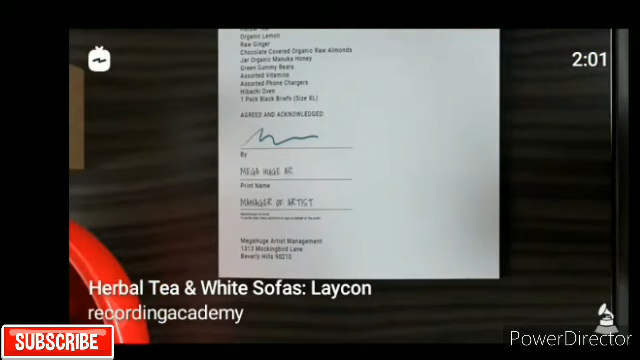 Organic Lemon
Raw Ginger
Chocolate Covered Organic Raw Almonds
Jar Organic Manuka Honey
Green Gummy Bears
Assorted Vitamins
Assorted Phone Chargers
Hibachi Oven
1 Pack Black Briefs (Size XL)
AGREED AND ACKNOWLEDGED:
By
MEGA HUGE AR
Print Name
MANAGER OF ARTIST
MegaHuge Artist Management
1313 Mockingbird Lane
Beverly Hills 90210
2:01
Herbal Tea & White Sofas: Laycon
recordingacademy
SUBSCRIBE
PowerDirector